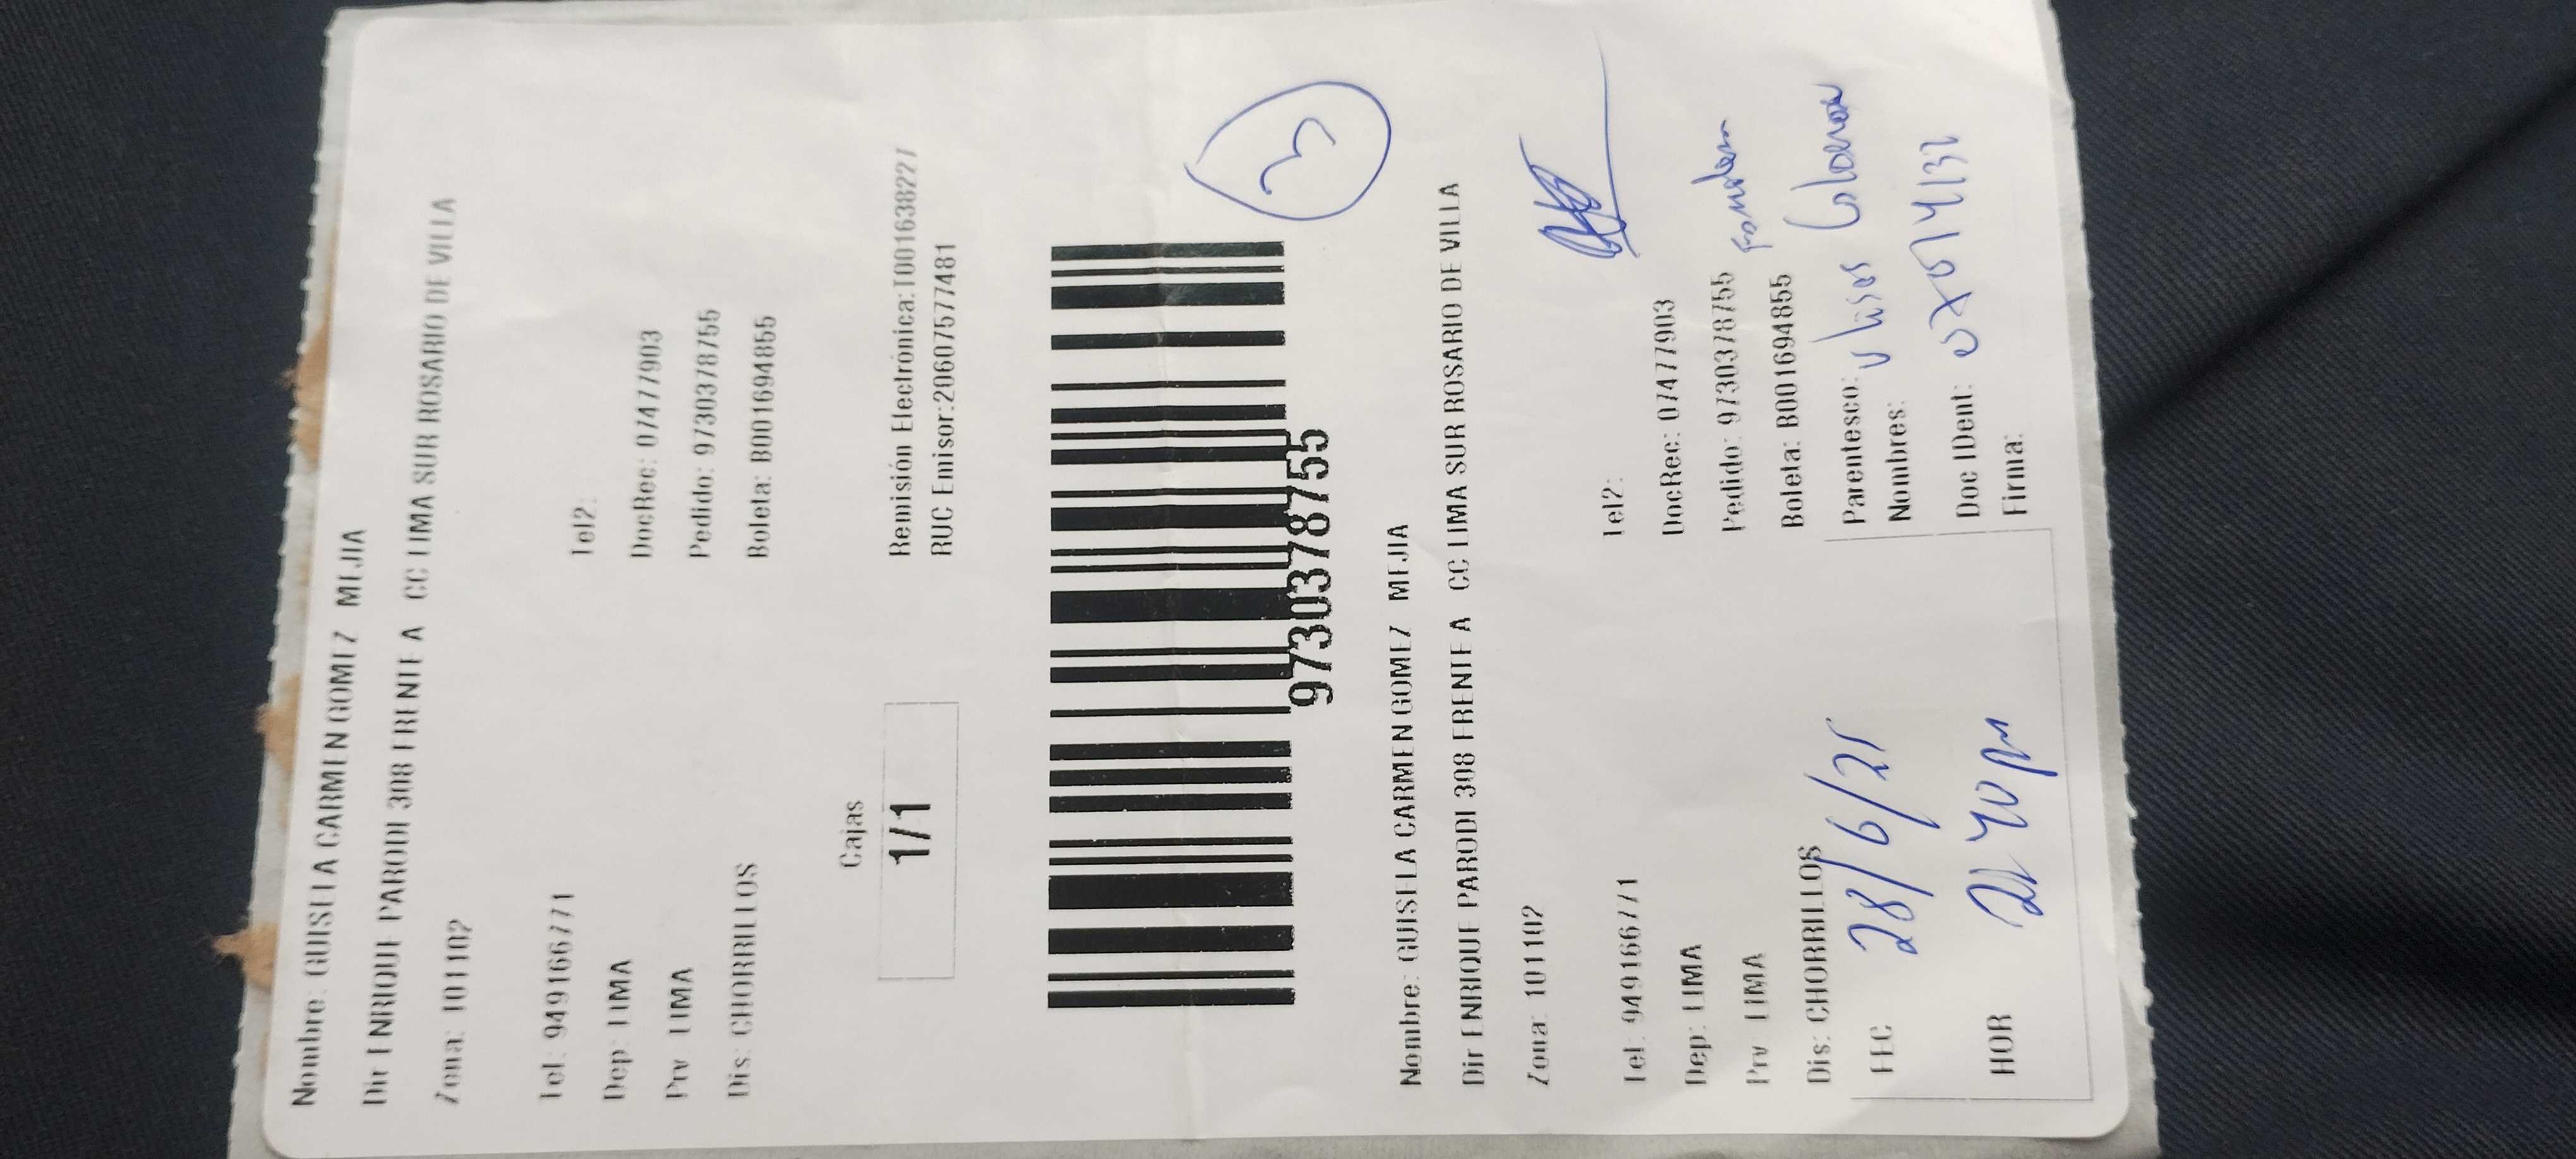 Nombre: GUISELA CARMEN GOMEZ MEJIA
Dir ENRIQUE PARODI 308 FRENTE A CC LIMA SUR ROSARIO DE VILLA
Zona: 101102
Tel: 949166771 Tel2:
Dep: LIMA DocRec: 07477903
Prv LIMA Pedido: 9730378755
Dis: CHORRILLOS Boleta: B001694855
Cajas
1/1
Remisión Electrónica:T001638227
RUC Emisor:20607577481
9730378755
3
Nombre: GUISELA CARMEN GOMEZ MEJIA
Dir ENRIQUE PARODI 308 FRENTE A CC LIMA SUR ROSARIO DE VILLA
Zona: 101102
Tel: 949166771 Tel2:
Dep: LIMA DocRec: 07477903
Prv LIMA Pedido: 9730378755
Dis: CHORRILLOS Boleta: B001694855
FEC 28/6/25 Parentesco:
Nombres:
HOR 40 pm Doc IDent:
Firma: